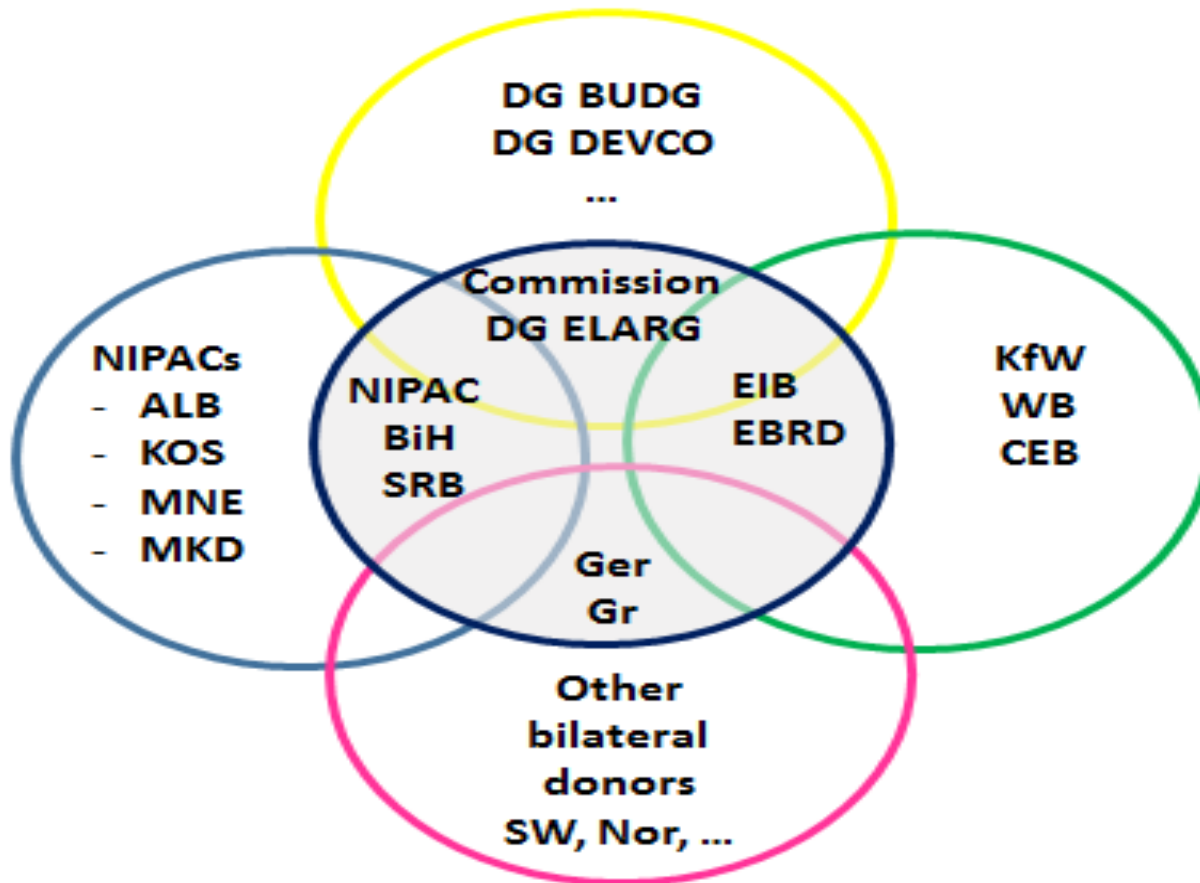 DG BUDG
DG DEVCO
...
Commission
DG ELARG
NIPACs
- ALB
- KOS
- MNE
- MKD
NIPAC
BiH
SRB
EIB
EBRD
KfW
WB
CEB
Ger
Gr
Other
bilateral
donors
SW, Nor, ...